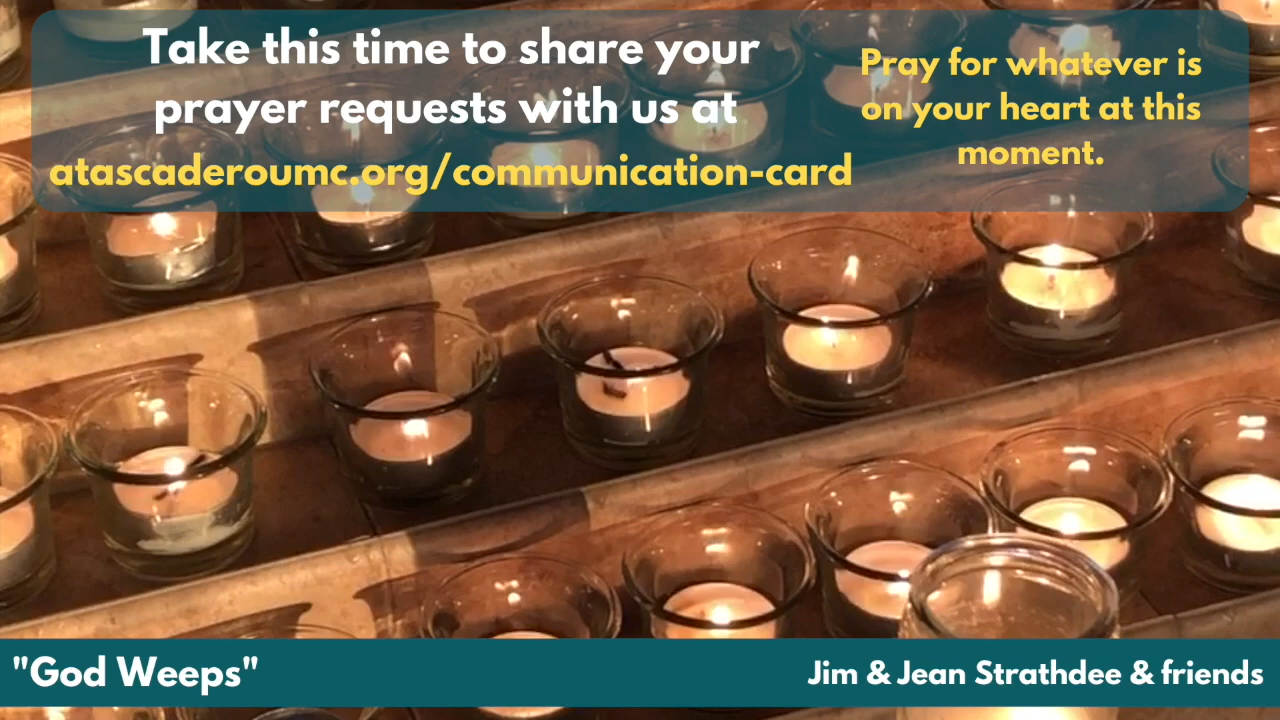 Take this time to share your
prayer requests with us at
atascaderoumc.org/communication-card
Pray for whatever is
on your heart at this
moment.
"God Weeps"
Jim & Jean Strathdee & friends